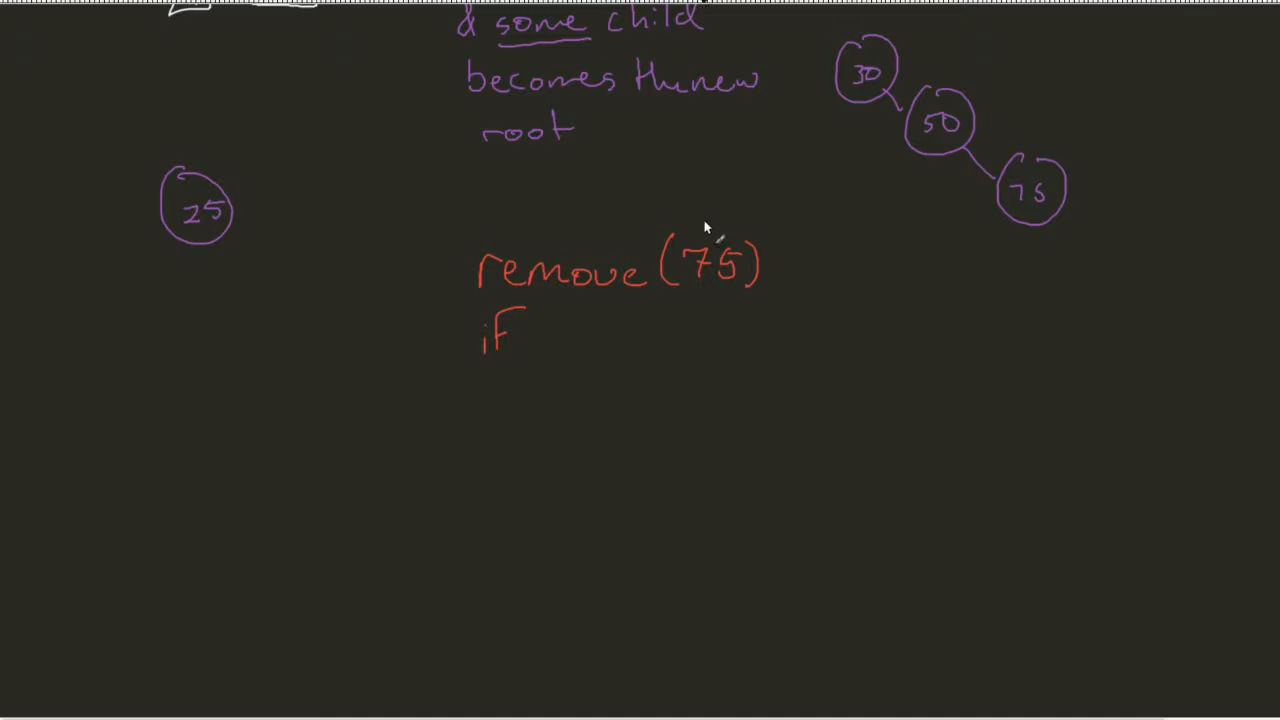 & some child
becomes the new
root
30
50
75
25
remove (75)
if